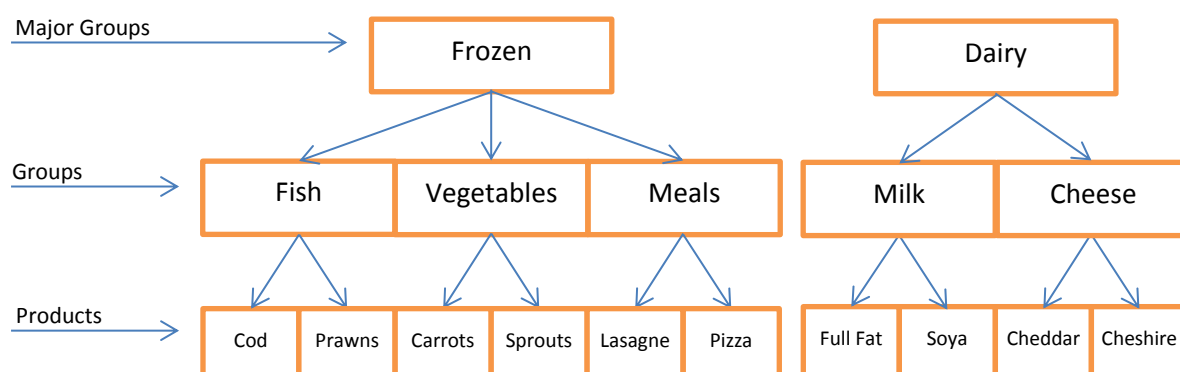 Major Groups
Frozen
Dairy
Groups
Fish
Vegetables
Meals
Milk
Cheese
Products
Cod
Prawns
Carrots
Sprouts
Lasagne
Pizza
Full Fat
Soya
Cheddar
Cheshire